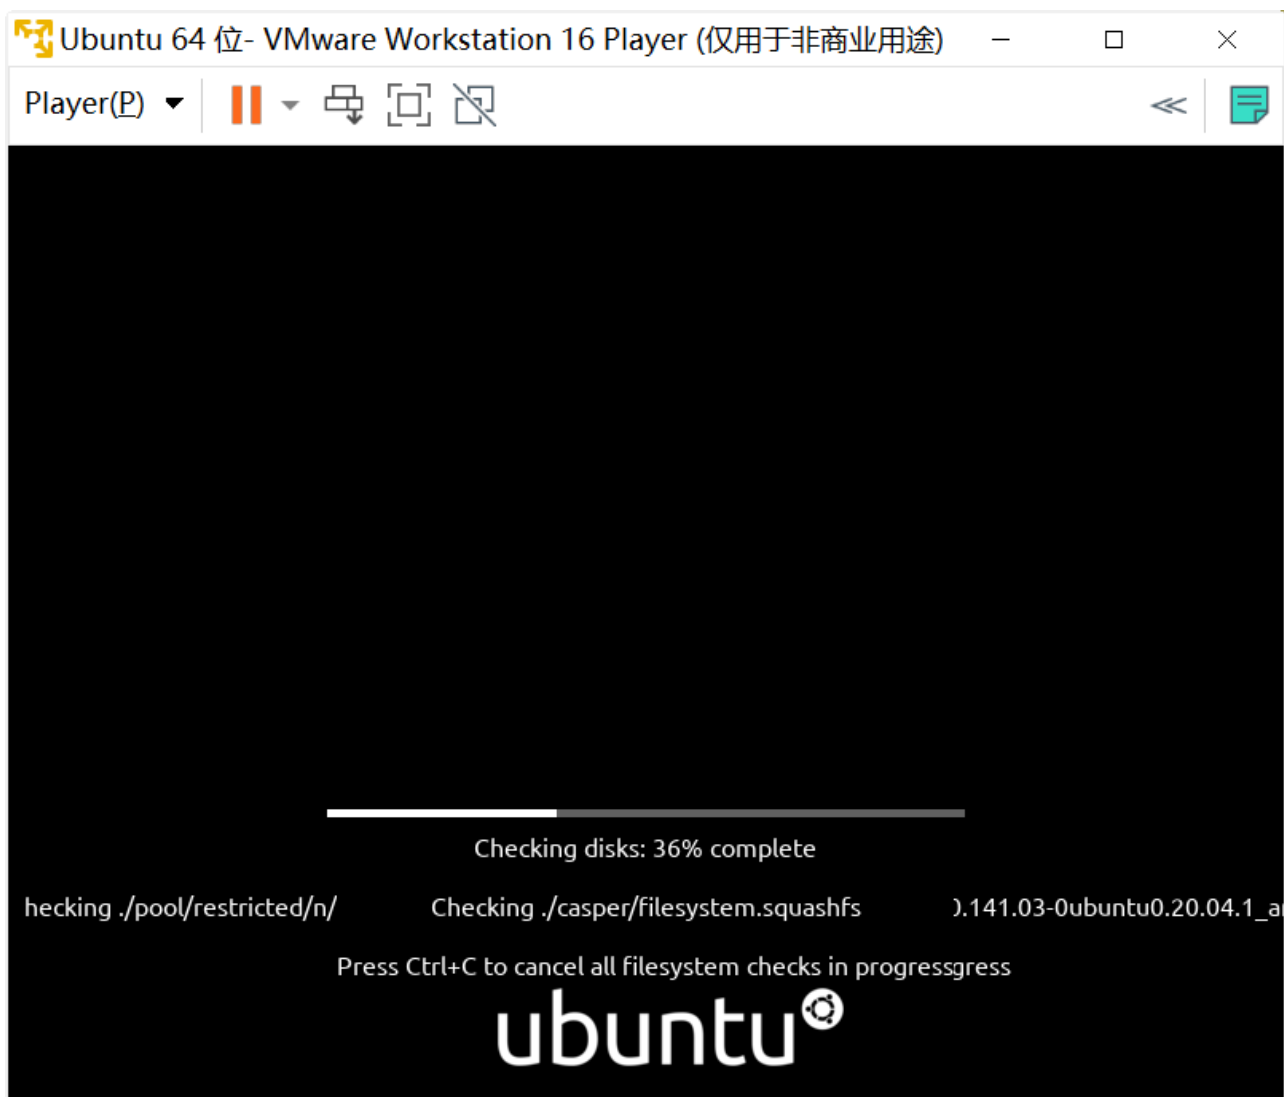 Ubuntu 64 位- VMware Workstation 16 Player (仅用于非商业用途)
Player(P)
Checking disks: 36% complete
hecking ./pool/restricted/n/ Checking ./casper/filesystem.squashfs 0.141.03-0ubuntu0.20.04.1_a
Press Ctrl+C to cancel all filesystem checks in progressgress
ubuntu